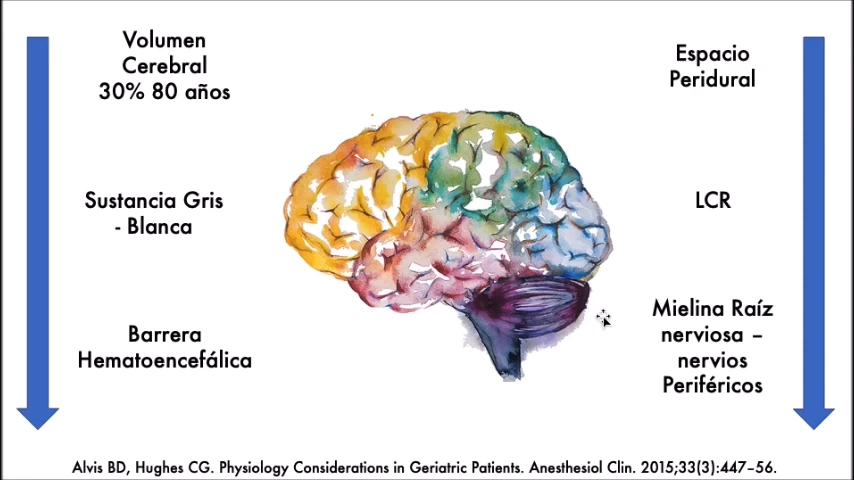 Volumen
Cerebral
30% 80 años
Sustancia Gris
- Blanca
Barrera
Hematoencefálica
Espacio
Peridural
LCR
Mielina Raíz
nerviosa –
nervios
Periféricos
Alvis BD, Hughes CG. Physiology Considerations in Geriatric Patients. Anesthesiol Clin. 2015;33(3):447–56.